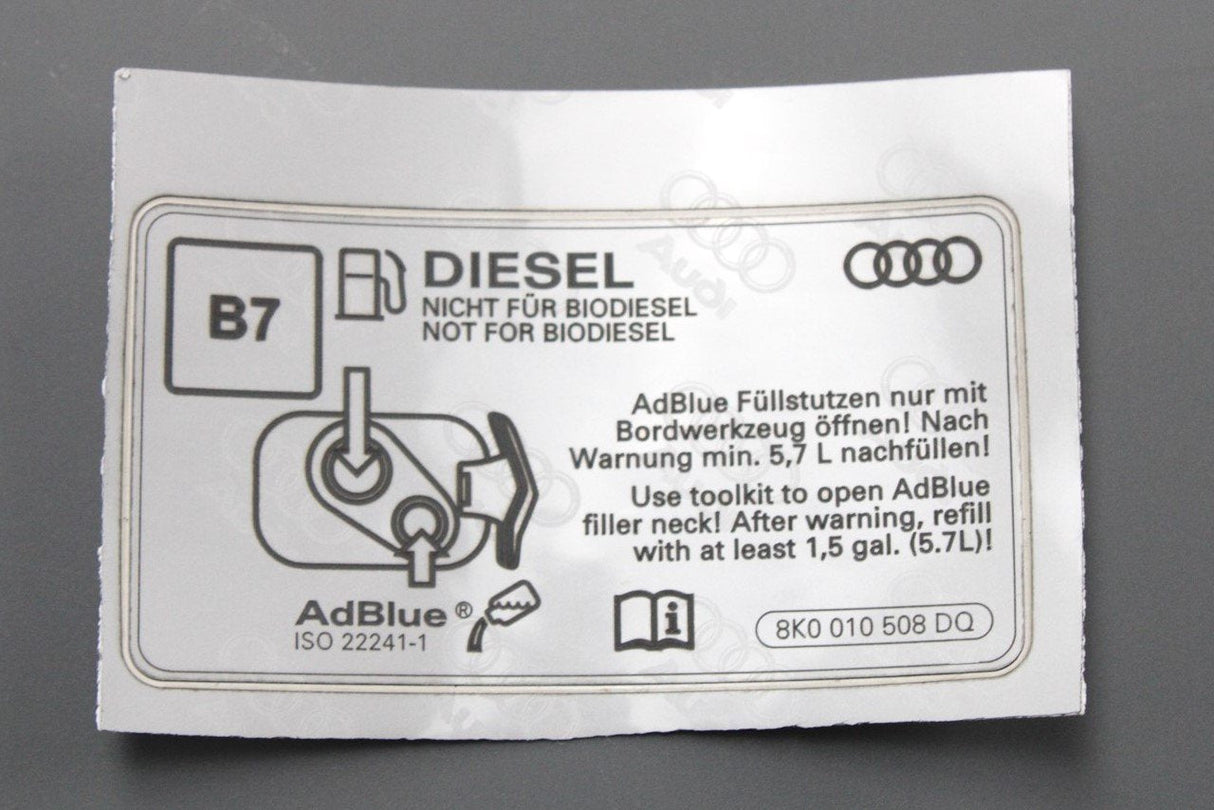 B7
DIESEL
NICHT FÜR BIODIESEL
NOT FOR BIODIESEL
Audi
AdBlue Füllstutzen nur mit
Bordwerkzeug öffnen! Nach
Warnung min. 5,7 L nachfüllen!
Use toolkit to open AdBlue
filler neck! After warning, refill
with at least 1,5 gal. (5.7L)!
AdBlue®
ISO 22241-1
i
8K0 010 508 DQ